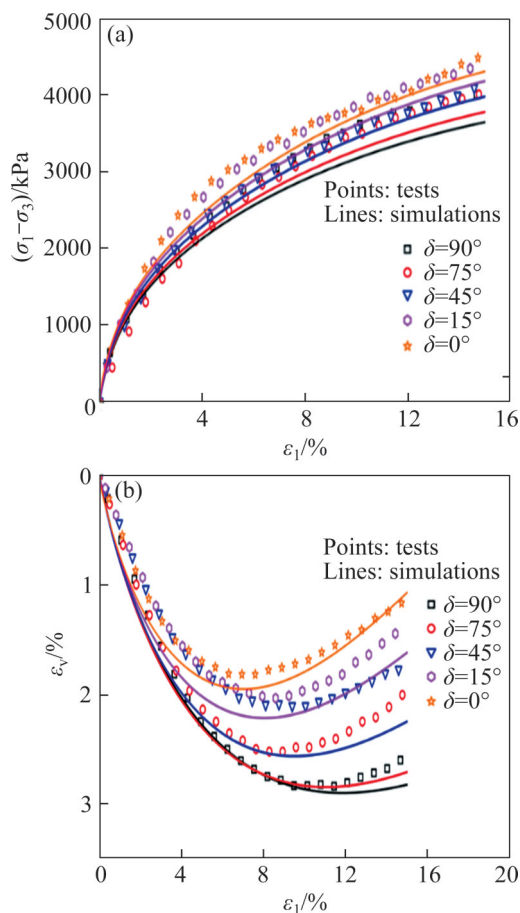 (a)
5000
4000
3000
2000
1000
0
(σ₁−σ₃)/kPa
Points: tests
Lines: simulations
δ=90°
δ=75°
δ=45°
δ=15°
δ=0°
4
8
12
16
ε₁/%
(b)
0
1
2
3
εᵥ/%
Points: tests
Lines: simulations
δ=90°
δ=75°
δ=45°
δ=15°
δ=0°
0
4
8
12
16
20
ε₁/%